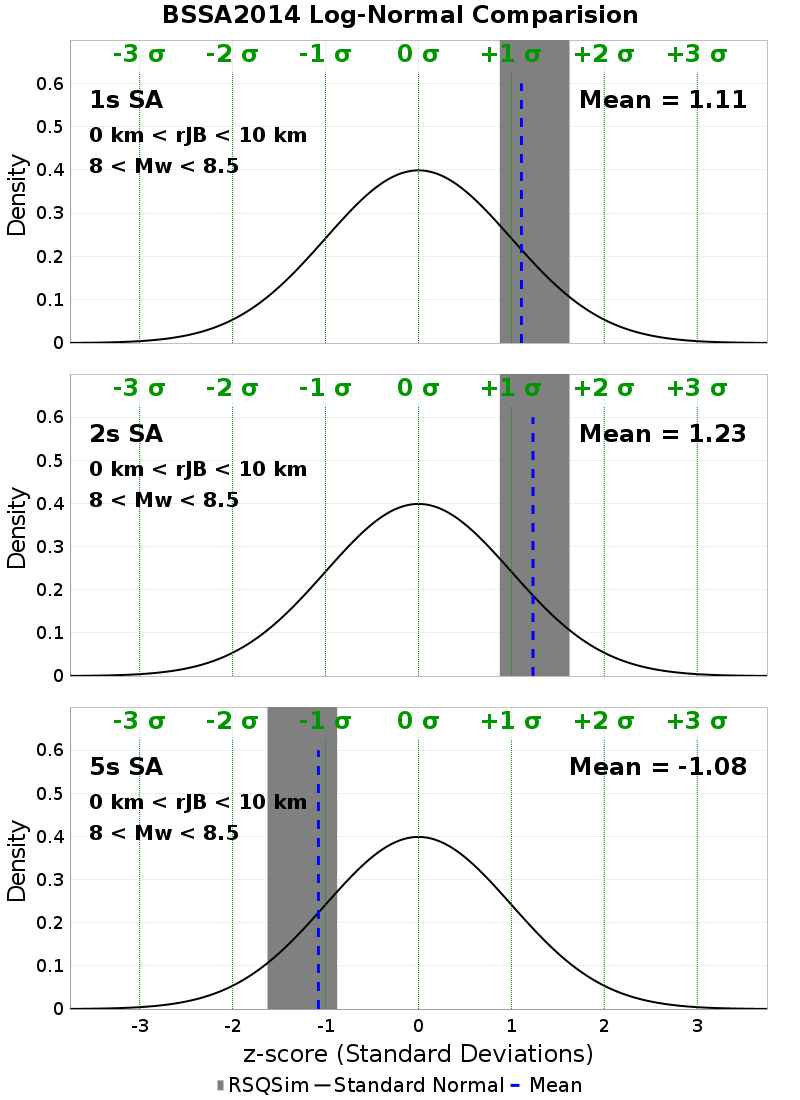 BSSA2014 Log-Normal Comparision
-3 σ -2 σ -1 σ 0 σ +1 σ +2 σ +3 σ
1s SA Mean = 1.11
0 km < rJB < 10 km
8 < Mw < 8.5
0.6
0.5
0.4
0.3
0.2
0.1
0
Density
-3 σ -2 σ -1 σ 0 σ +1 σ +2 σ +3 σ
2s SA Mean = 1.23
0 km < rJB < 10 km
8 < Mw < 8.5
0.6
0.5
0.4
0.3
0.2
0.1
0
Density
-3 σ -2 σ -1 σ 0 σ +1 σ +2 σ +3 σ
5s SA Mean = -1.08
0 km < rJB < 10 km
8 < Mw < 8.5
0.6
0.5
0.4
0.3
0.2
0.1
0
Density
-3 -2 -1 0 1 2 3
z-score (Standard Deviations)
RSQSim Standard Normal Mean